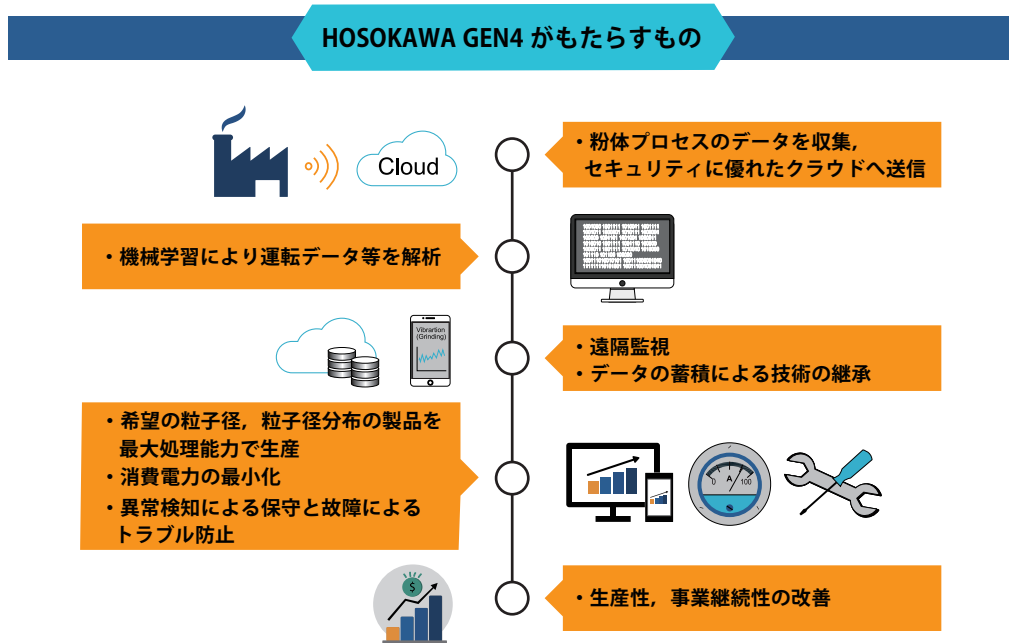 HOSOKAWA GEN4 がもたらすもの
Cloud
・粉体プロセスのデータを収集,
セキュリティに優れたクラウドへ送信
・機械学習により運転データ等を解析
Vibrartion
(Grinding)
・遠隔監視
・データの蓄積による技術の継承
・希望の粒子径，粒子径分布の製品を
最大処理能力で生産
・消費電力の最小化
・異常検知による保守と故障による
トラブル防止
0 A 100
$
・生産性，事業継続性の改善